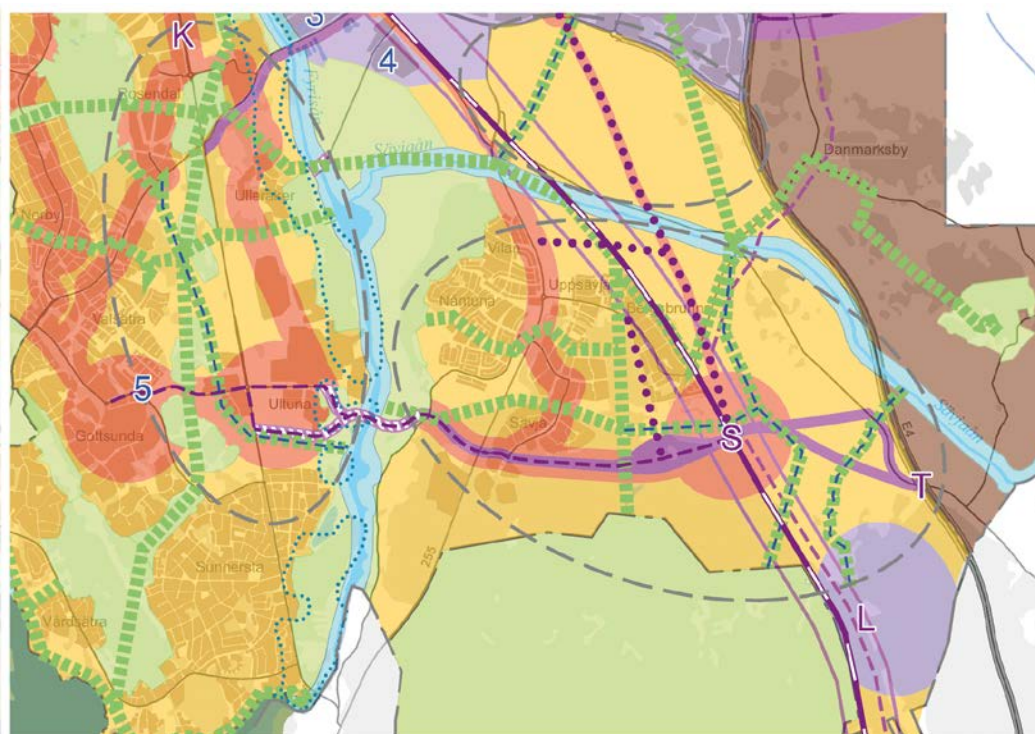 3
K
4
Rosendal
Fyrisån
Sävjaån
Danmarksby
Ulleråker
Norby
Vilan
Uppsävja
Nåntuna
Bergsbrunna
Valsätra
5
Ultuna
Gottsunda
Sävja
S
E4
Sävjaån
T
255
Sunnersta
L
Vårdsätra